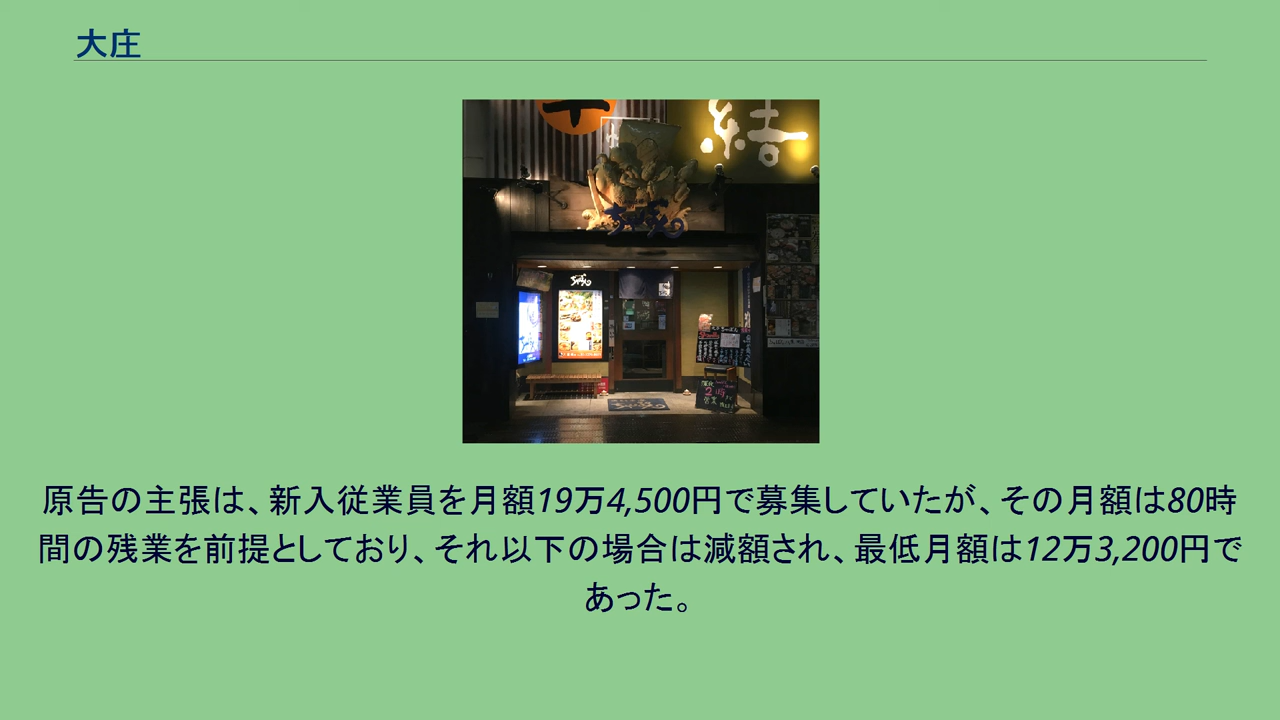 大庄
結
原告の主張は、新入従業員を月額19万4,500円で募集していたが、その月額は80時
間の残業を前提としており、それ以下の場合は減額され、最低月額は12万3,200円で
あった。